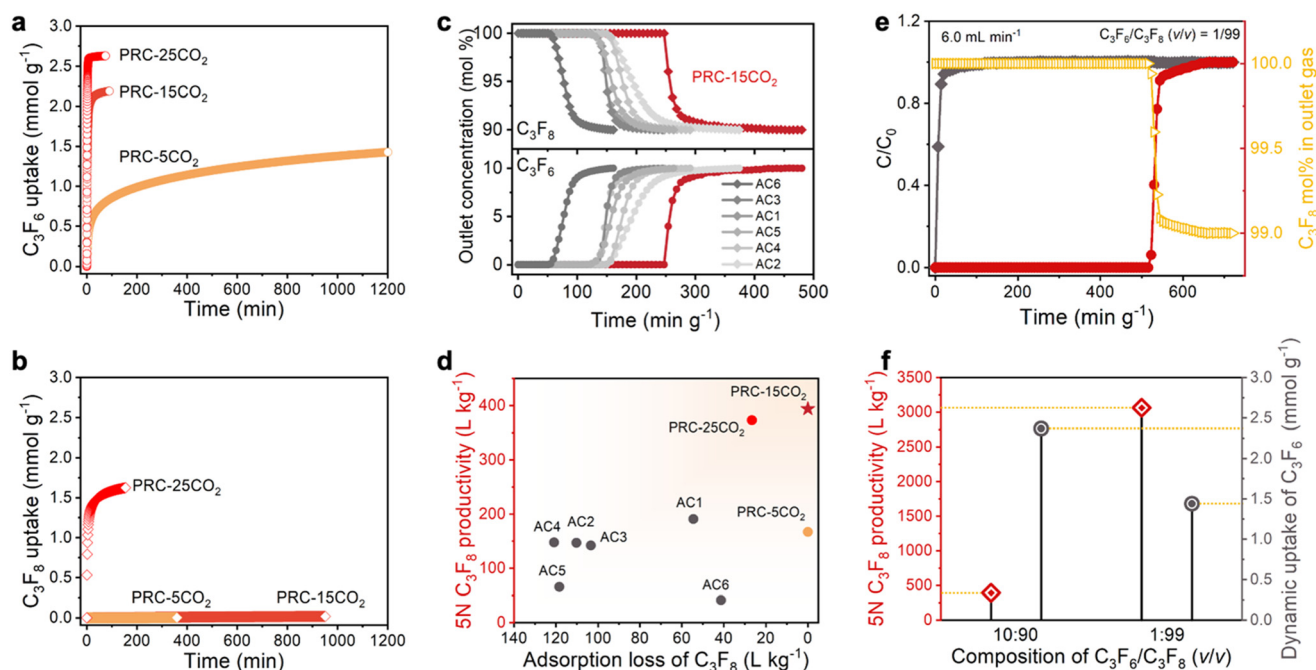 a
3.0
2.5
2.0
1.5
1.0
0.5
0.0
C₃F₆ uptake (mmol g⁻¹)
PRC-25CO₂
PRC-15CO₂
PRC-5CO₂
0 200 400 600 800 1000 1200
Time (min)
b
3.0
2.5
2.0
1.5
1.0
0.5
0.0
C₃F₈ uptake (mmol g⁻¹)
PRC-25CO₂
PRC-5CO₂
PRC-15CO₂
0 200 400 600 800 1000 1200
Time (min)
c
100
95
90
10
5
0
Outlet concentration (mol %)
PRC-15CO₂
C₃F₈
C₃F₆
AC6
AC3
AC1
AC5
AC4
AC2
0 100 200 300 400 500
Time (min g⁻¹)
d
400
350
300
250
200
150
100
50
0
5N C₃F₈ productivity (L kg⁻¹)
PRC-15CO₂
PRC-25CO₂
AC1
PRC-5CO₂
AC4
AC2
AC3
AC5
AC6
140 120 100 80 60 40 20 0
Adsorption loss of C₃F₈ (L kg⁻¹)
e
1.2
0.8
0.4
0.0
C/C₀
6.0 mL min⁻¹
C₃F₆/C₃F₈ (v/v) = 1/99
100.0
99.5
99.0
C₃F₈ mol% in outlet gas
0 200 400 600
Time (min g⁻¹)
f
3500
3000
2500
2000
1500
1000
500
0
5N C₃F₈ productivity (L kg⁻¹)
3.0
2.5
2.0
1.5
1.0
0.5
0.0
Dynamic uptake of C₃F₆ (mmol g⁻¹)
10:90 1:99
Composition of C₃F₆/C₃F₈ (v/v)